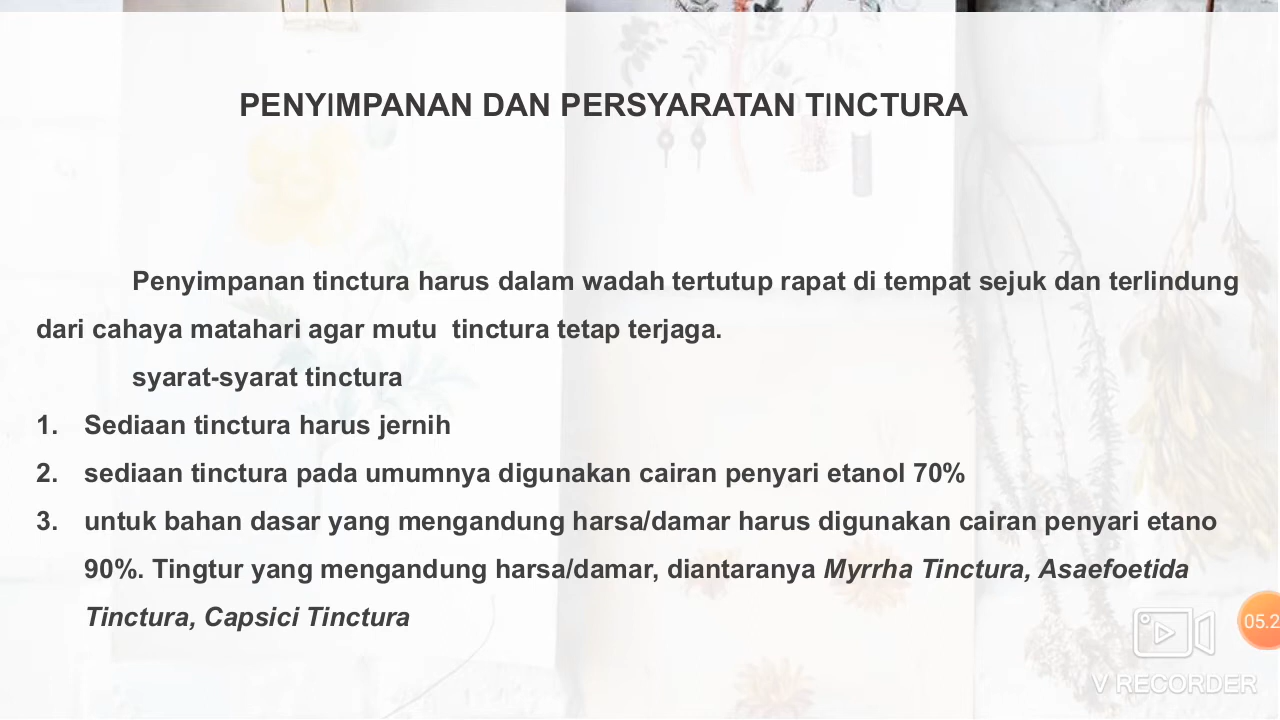 PENYIMPANAN DAN PERSYARATAN TINCTURA
Penyimpanan tinctura harus dalam wadah tertutup rapat di tempat sejuk dan terlindung
dari cahaya matahari agar mutu  tinctura tetap terjaga.
syarat-syarat tinctura
1. Sediaan tinctura harus jernih
2. sediaan tinctura pada umumnya digunakan cairan penyari etanol 70%
3. untuk bahan dasar yang mengandung harsa/damar harus digunakan cairan penyari etano
90%. Tingtur yang mengandung harsa/damar, diantaranya Myrrha Tinctura, Asaefoetida
Tinctura, Capsici Tinctura
05.2
V RECORDER